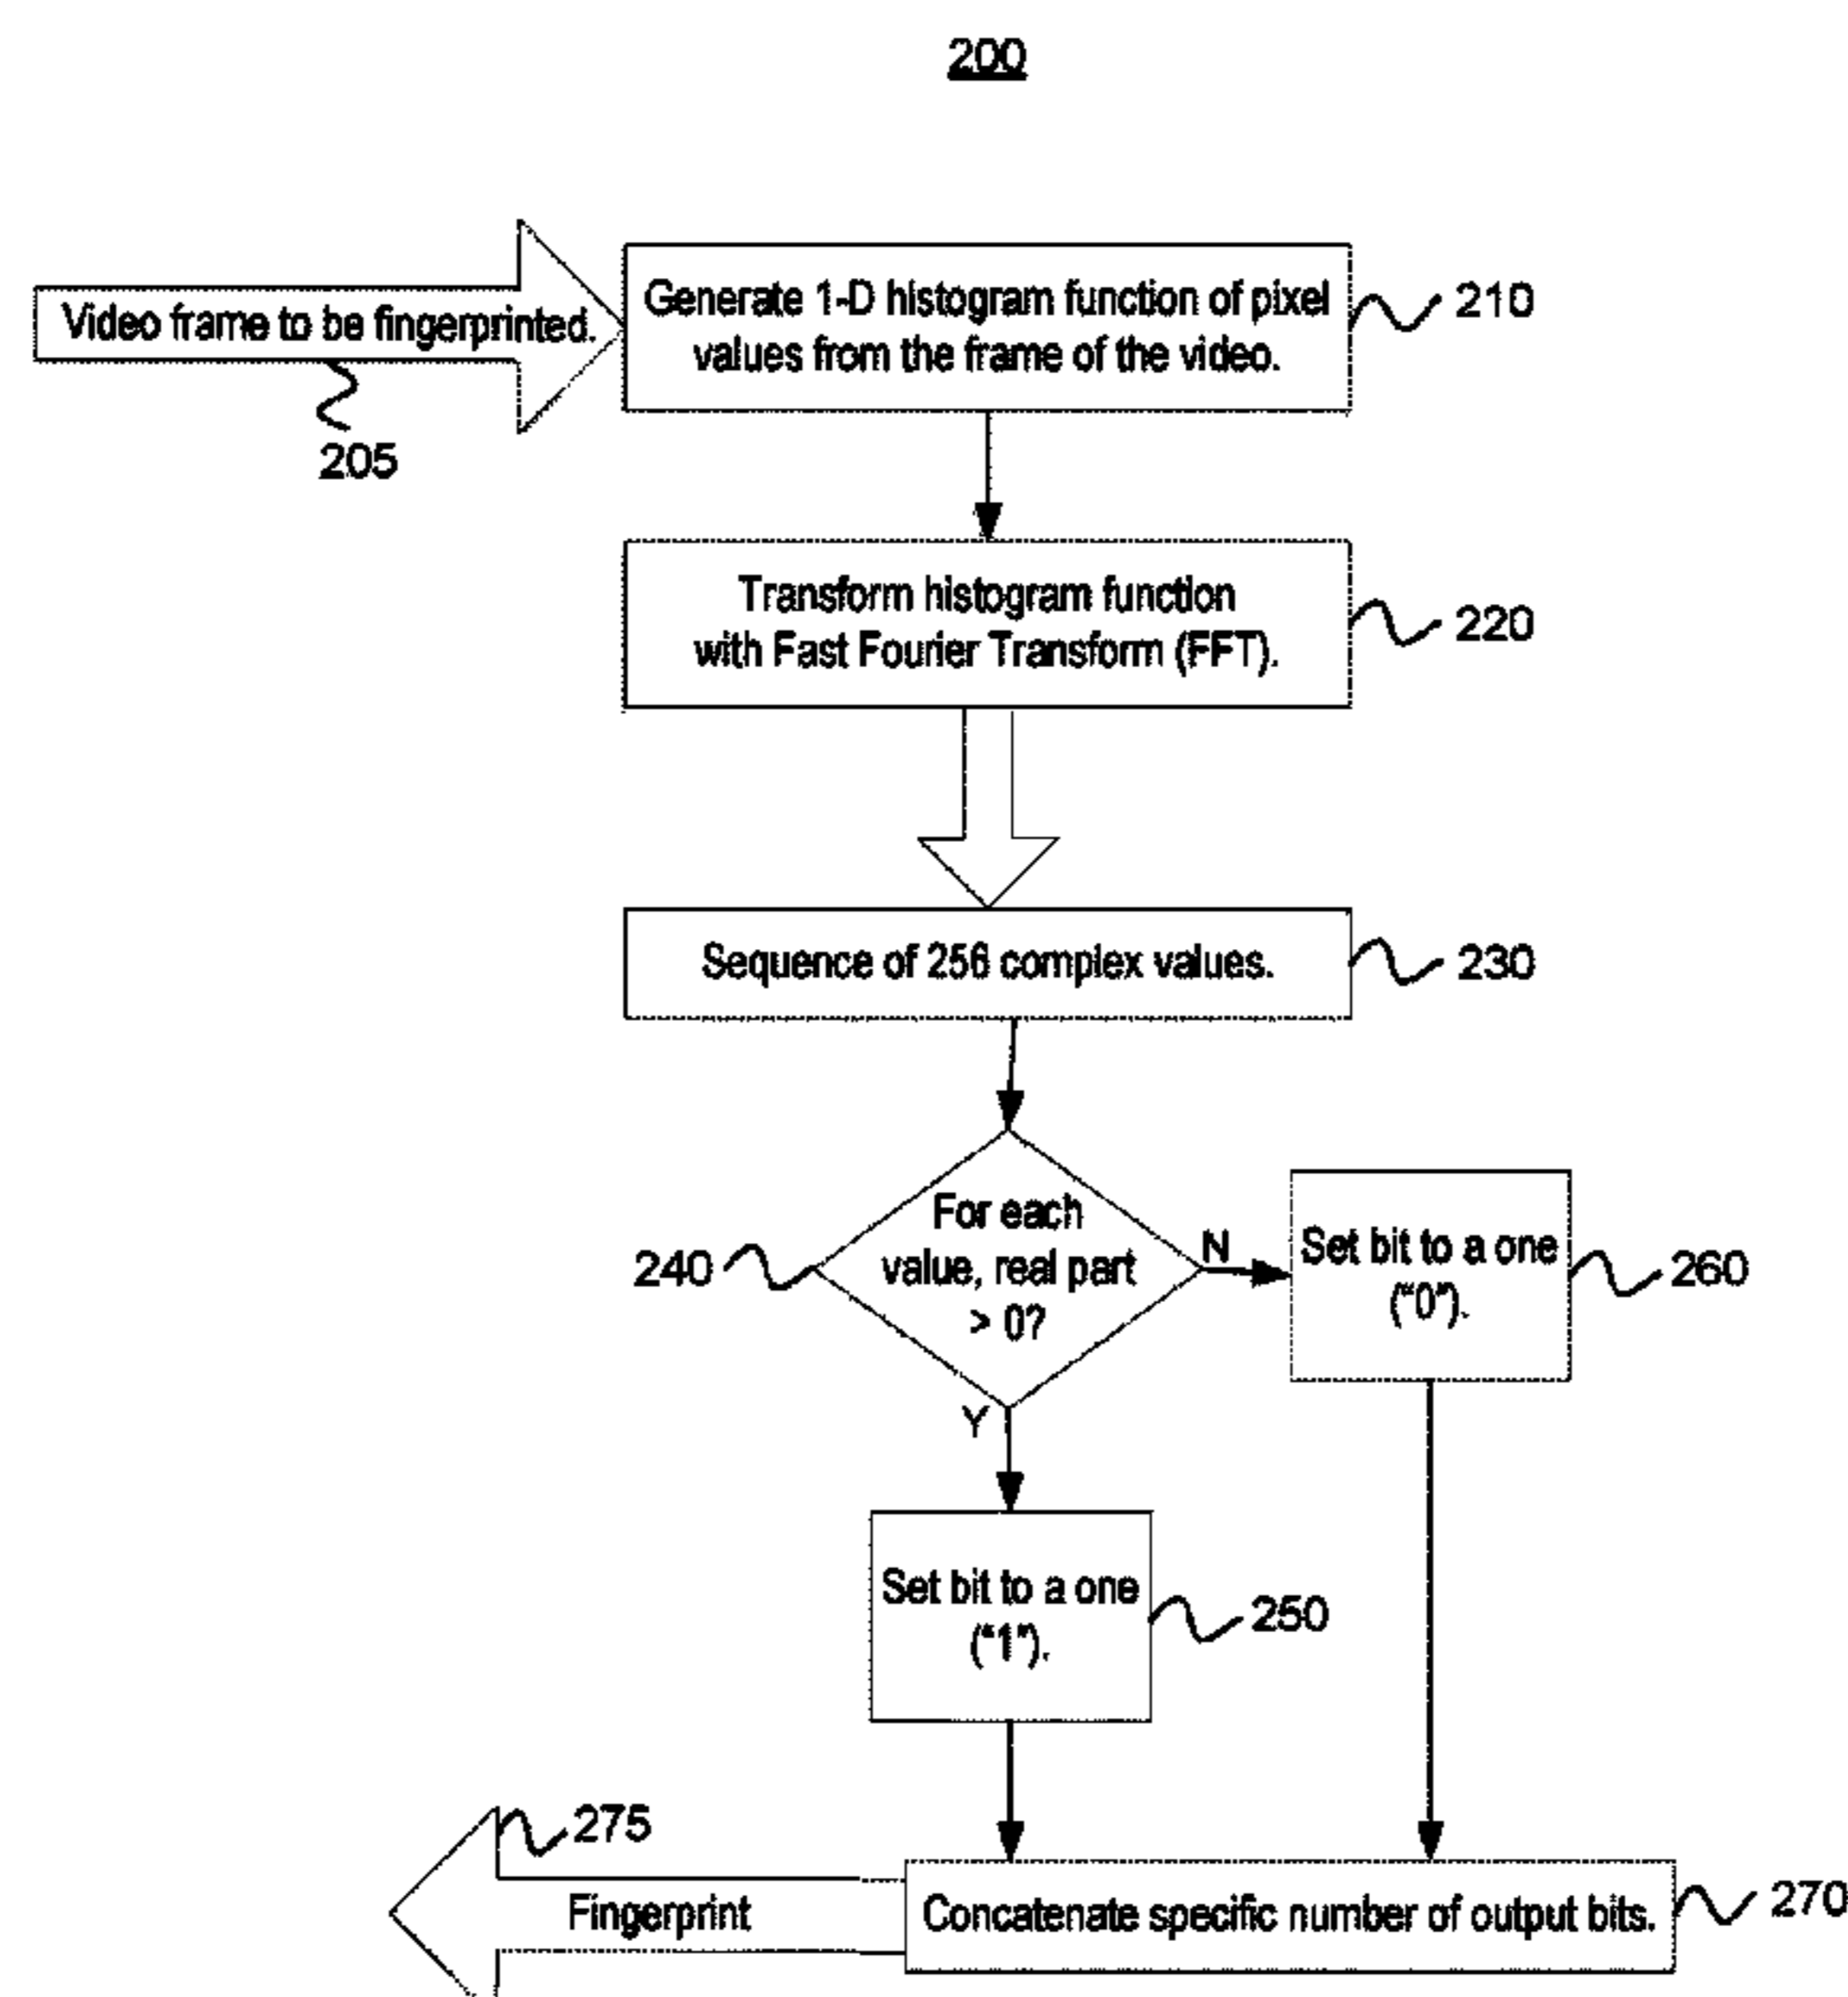 200
Video frame to be fingerprinted.
205
Generate 1-D histogram function of pixel
values from the frame of the video.
210
Transform histogram function
with Fast Fourier Transform (FFT).
220
Sequence of 256 complex values.
230
For each
value, real part
> 0?
240
N
Set bit to a one
("0").
260
Y
Set bit to a one
("1").
250
275
Fingerprint
Concatenate specific number of output bits.
270